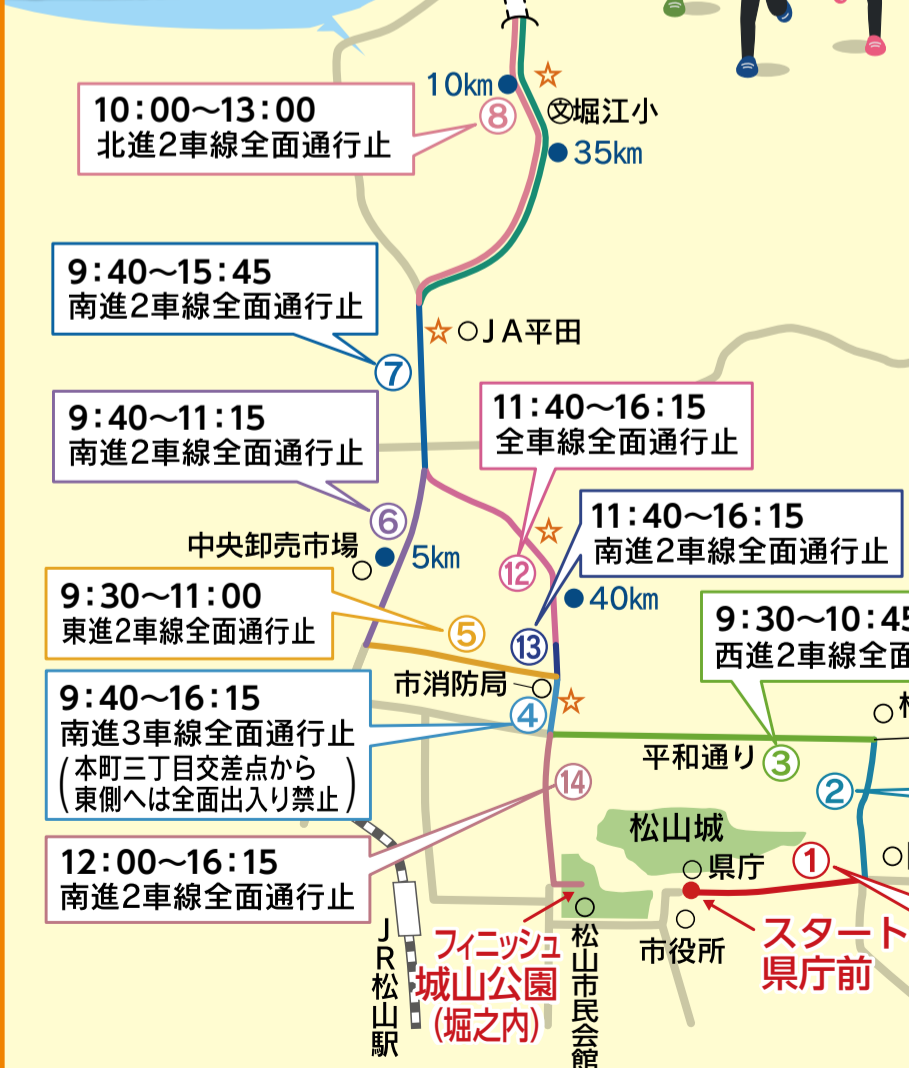 10km
⑧
㊫堀江小
35km
10：00～13：00
北進2車線全面通行止
9：40～15：45
南進2車線全面通行止
JA平田
⑦
9：40～11：15
南進2車線全面通行止
11：40～16：15
全車線全面通行止
⑥
中央卸売市場
5km
⑫
11：40～16：15
南進2車線全面通行止
40km
9：30～11：00
東進2車線全面通行止
⑤
⑬
9：30～10：45
西進2車線全面
市消防局
④
9：40～16：15
南進3車線全面通行止
(本町三丁目交差点から
東側へは全面出入り禁止)
平和通り
③
②
⑭
松山城
12：00～16：15
南進2車線全面通行止
県庁
①
市役所
スタート
県庁前
JR松山駅
フィニッシュ
城山公園
(堀之内)
松山市民会館